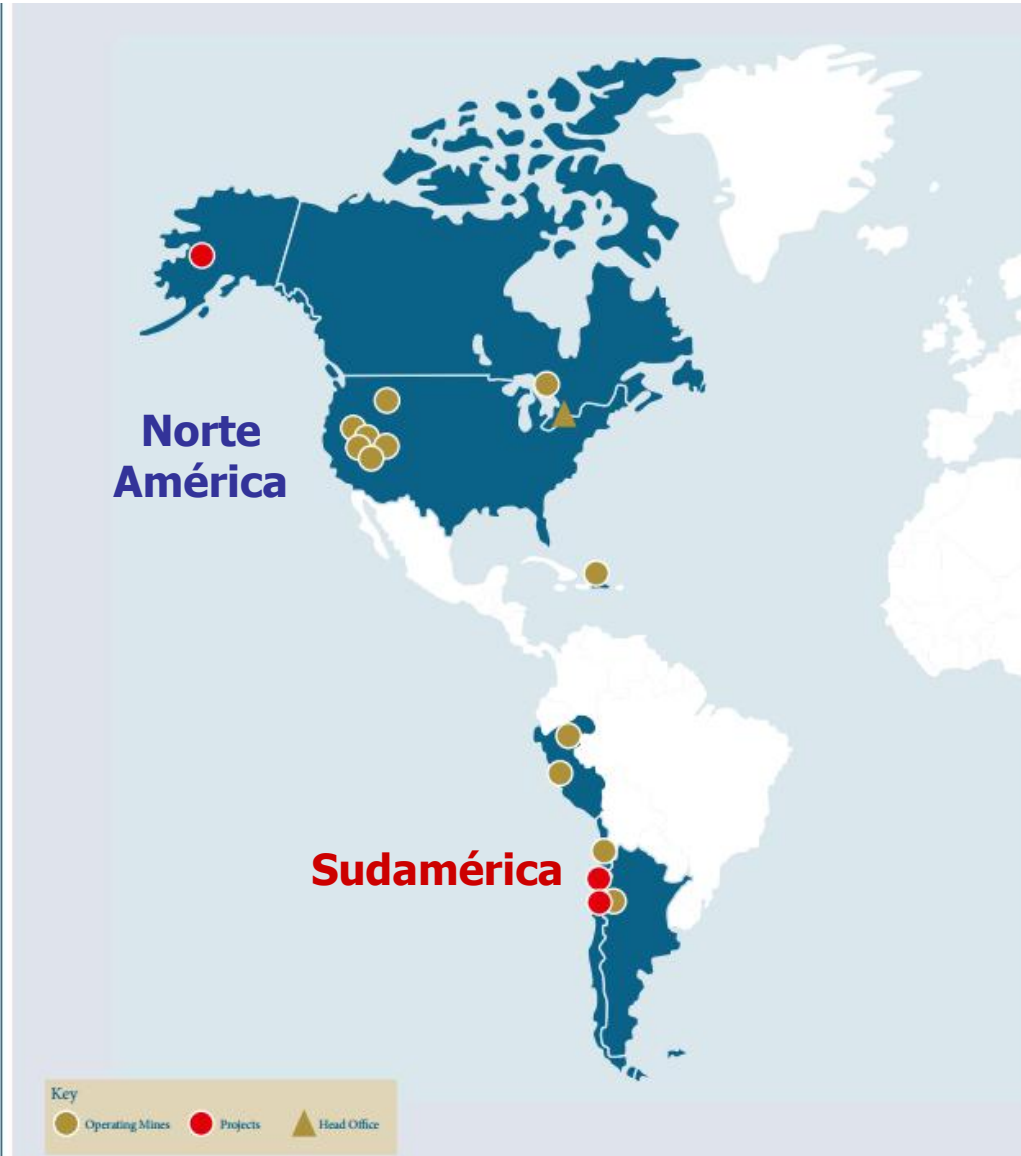 Norte
América
Sudamérica
Key
Operating Mines
Projects
Head Office